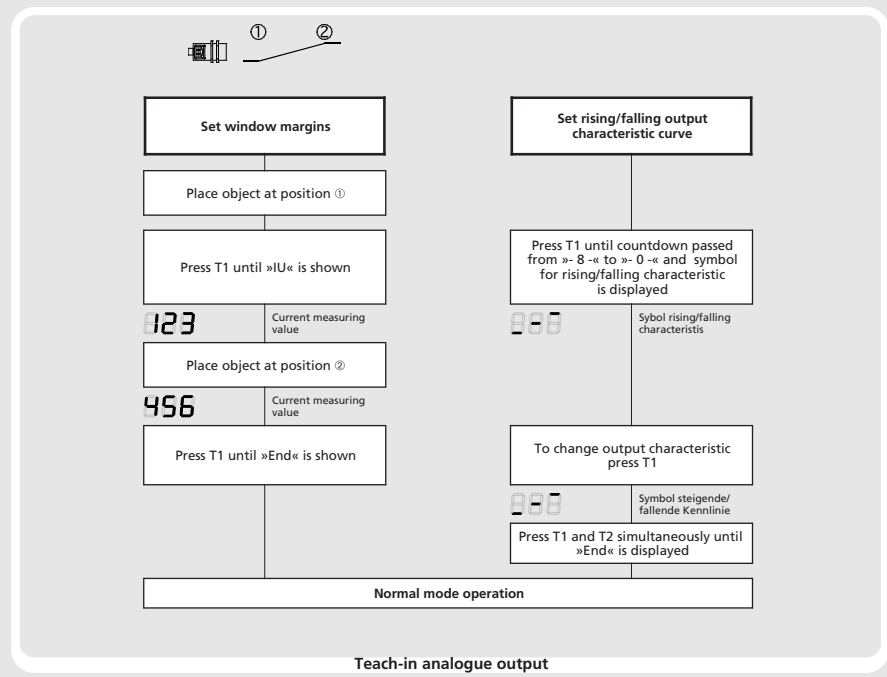 ① ②
Set window margins
Place object at position ①
Press T1 until »IU« is shown
123
Current measuring
value
Place object at position ②
456
Current measuring
value
Press T1 until »End« is shown
Set rising/falling output
characteristic curve
Press T1 until countdown passed
from »- 8 -« to »- 0 -« and symbol
for rising/falling characteristic
is displayed
Sybol rising/falling
characteristis
To change output characteristic
press T1
Symbol steigende/
fallende Kennlinie
Press T1 and T2 simultaneously until
»End« is displayed
Normal mode operation
Teach-in analogue output